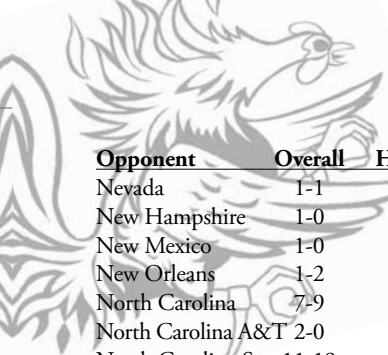 Opponent Overall H
Nevada 1-1
New Hampshire 1-0
New Mexico 1-0
New Orleans 1-2
North Carolina 7-9
North Carolina A&T 2-0